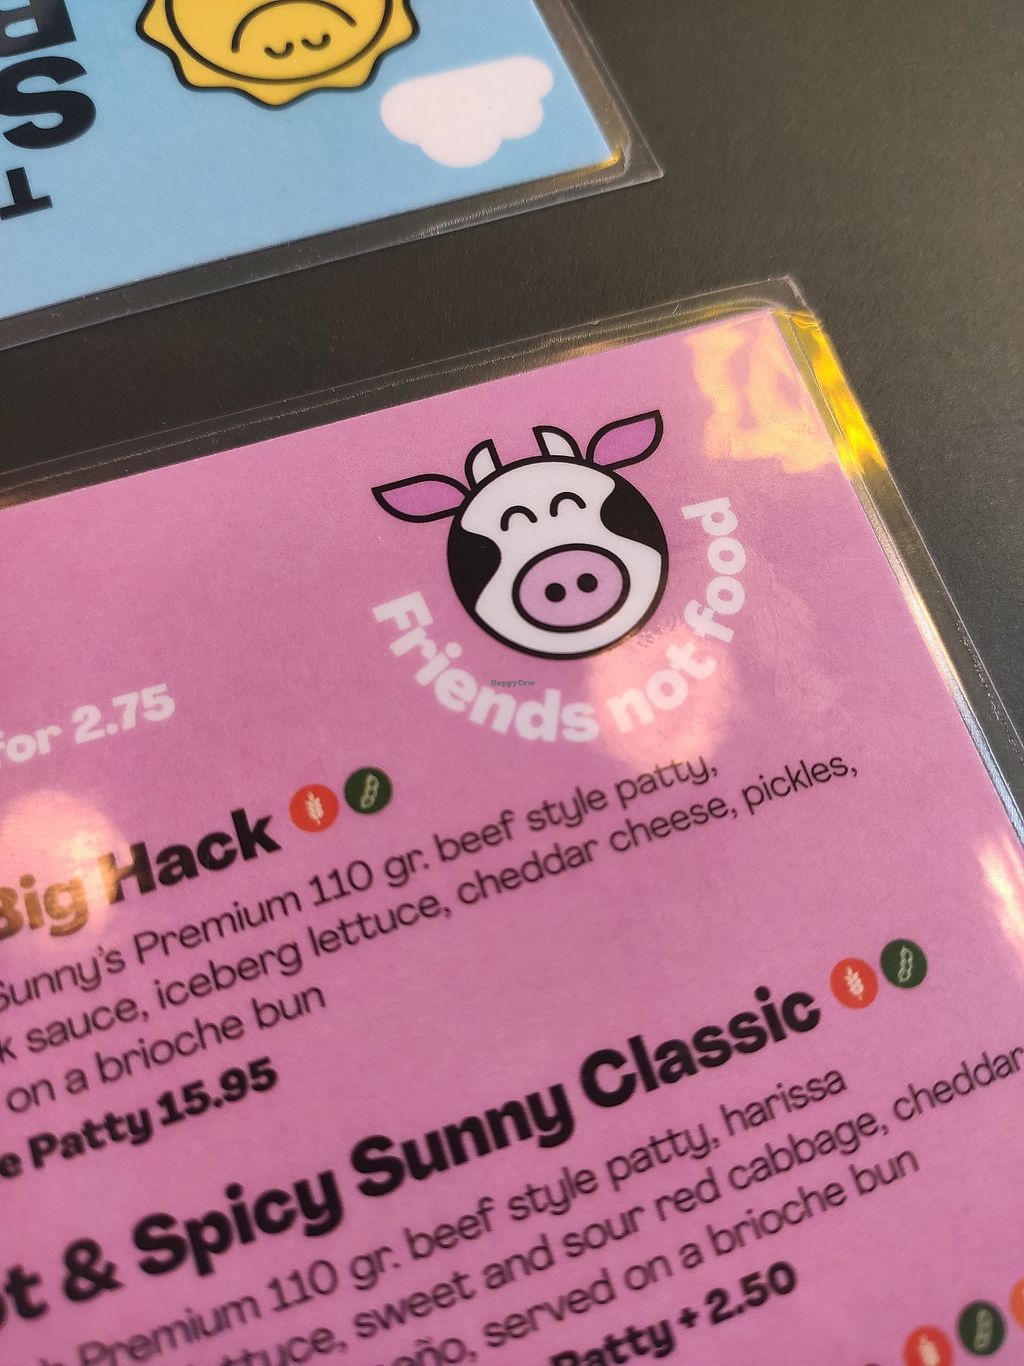 Friends not food
HappyCow
for 2.75
Big Hack
Sunny's Premium 110 gr. beef style patty,
sauce, iceberg lettuce, cheddar cheese, pickles,
on a brioche bun
Patty 15.95
& Spicy Sunny Classic
Premium 110 gr. beef style patty, harissa
sweet and sour red cabbage, cheddar
served on a brioche bun
Patty + 2.50